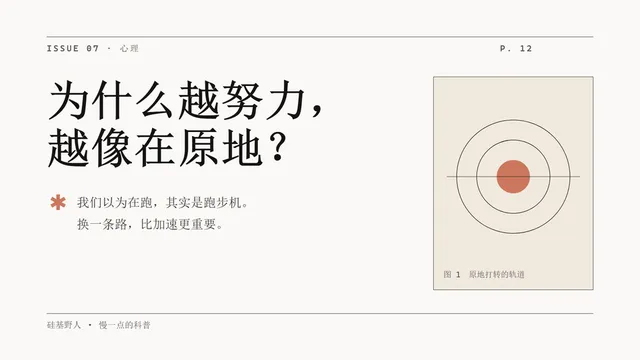 ISSUE 07 · 心理
P. 12
为什么越努力，
越像在原地？
✱ 我们以为在跑，其实是跑步机。
换一条路，比加速更重要。
图 1 原地打转的轨道
硅基野人 • 慢一点的科普